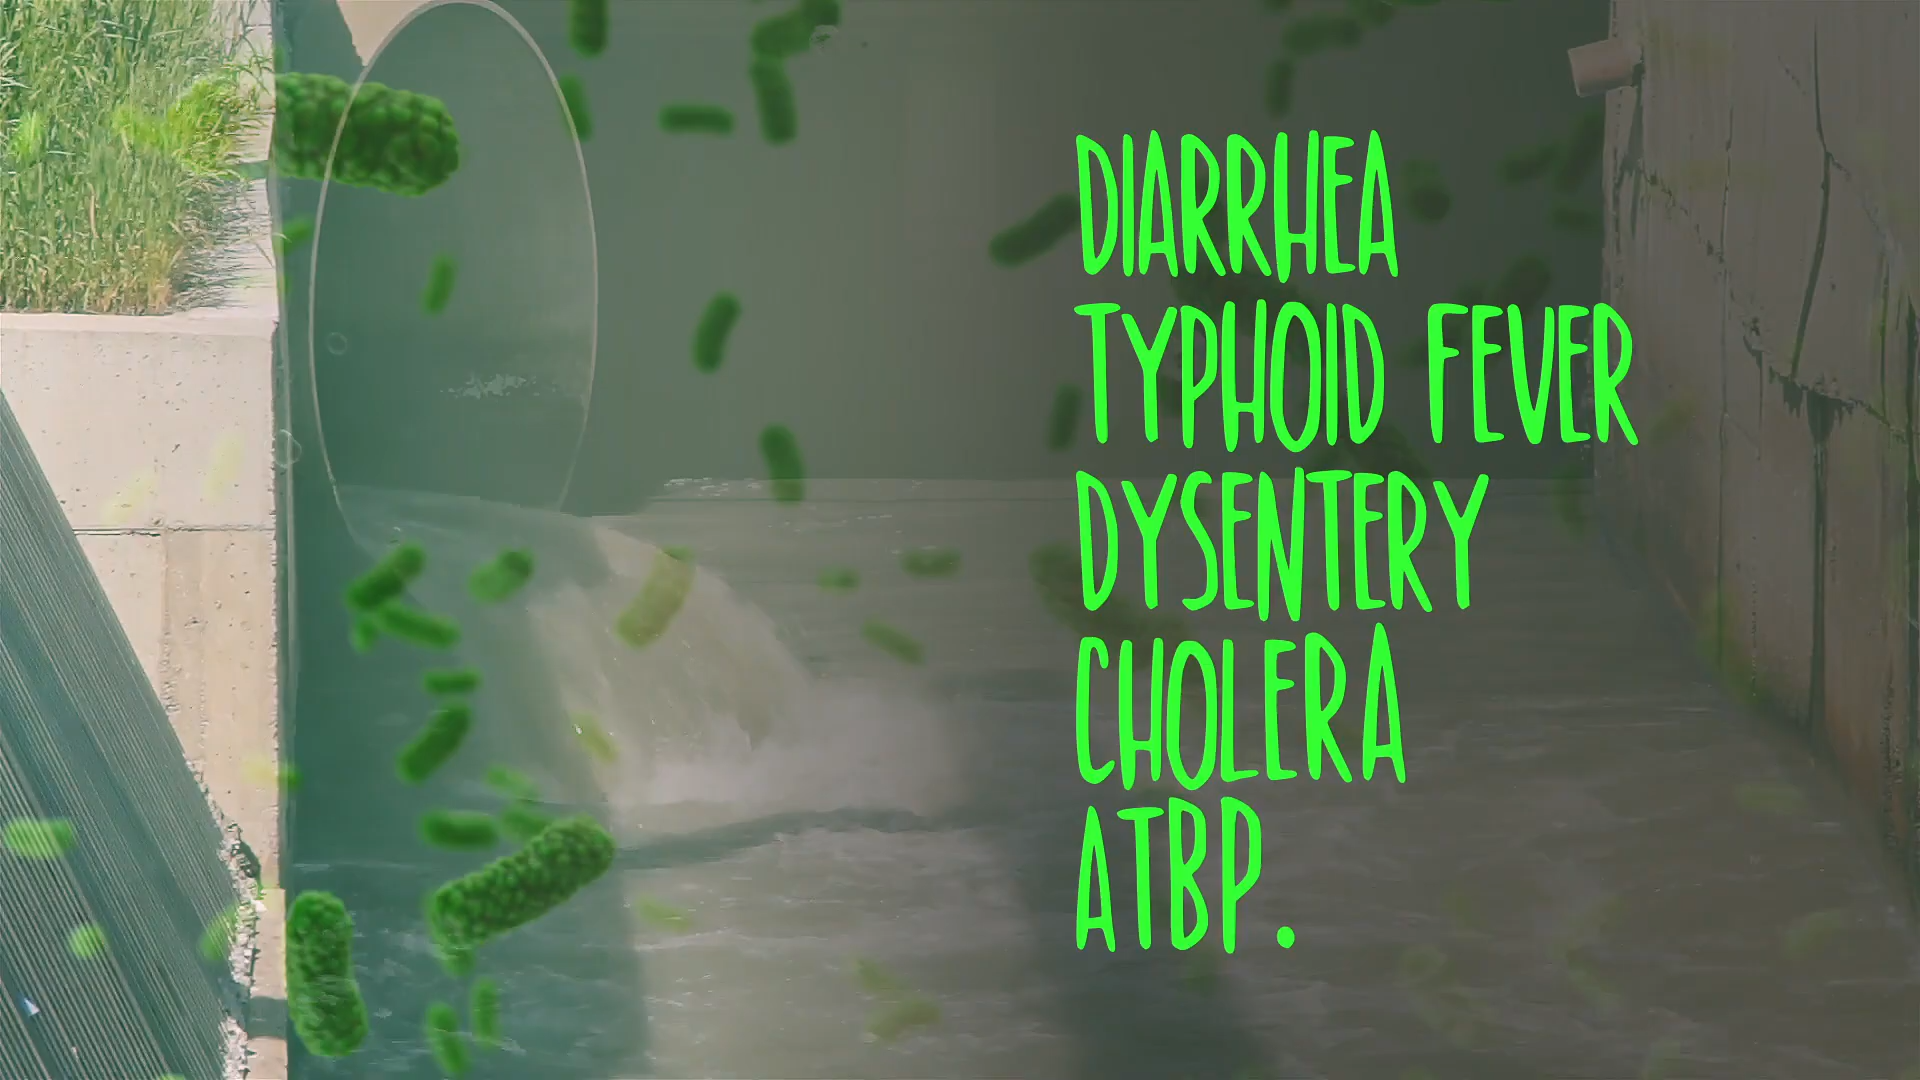 DIARRHEA
TYPHOID FEVER
DYSENTERY
CHOLERA
ATBP.